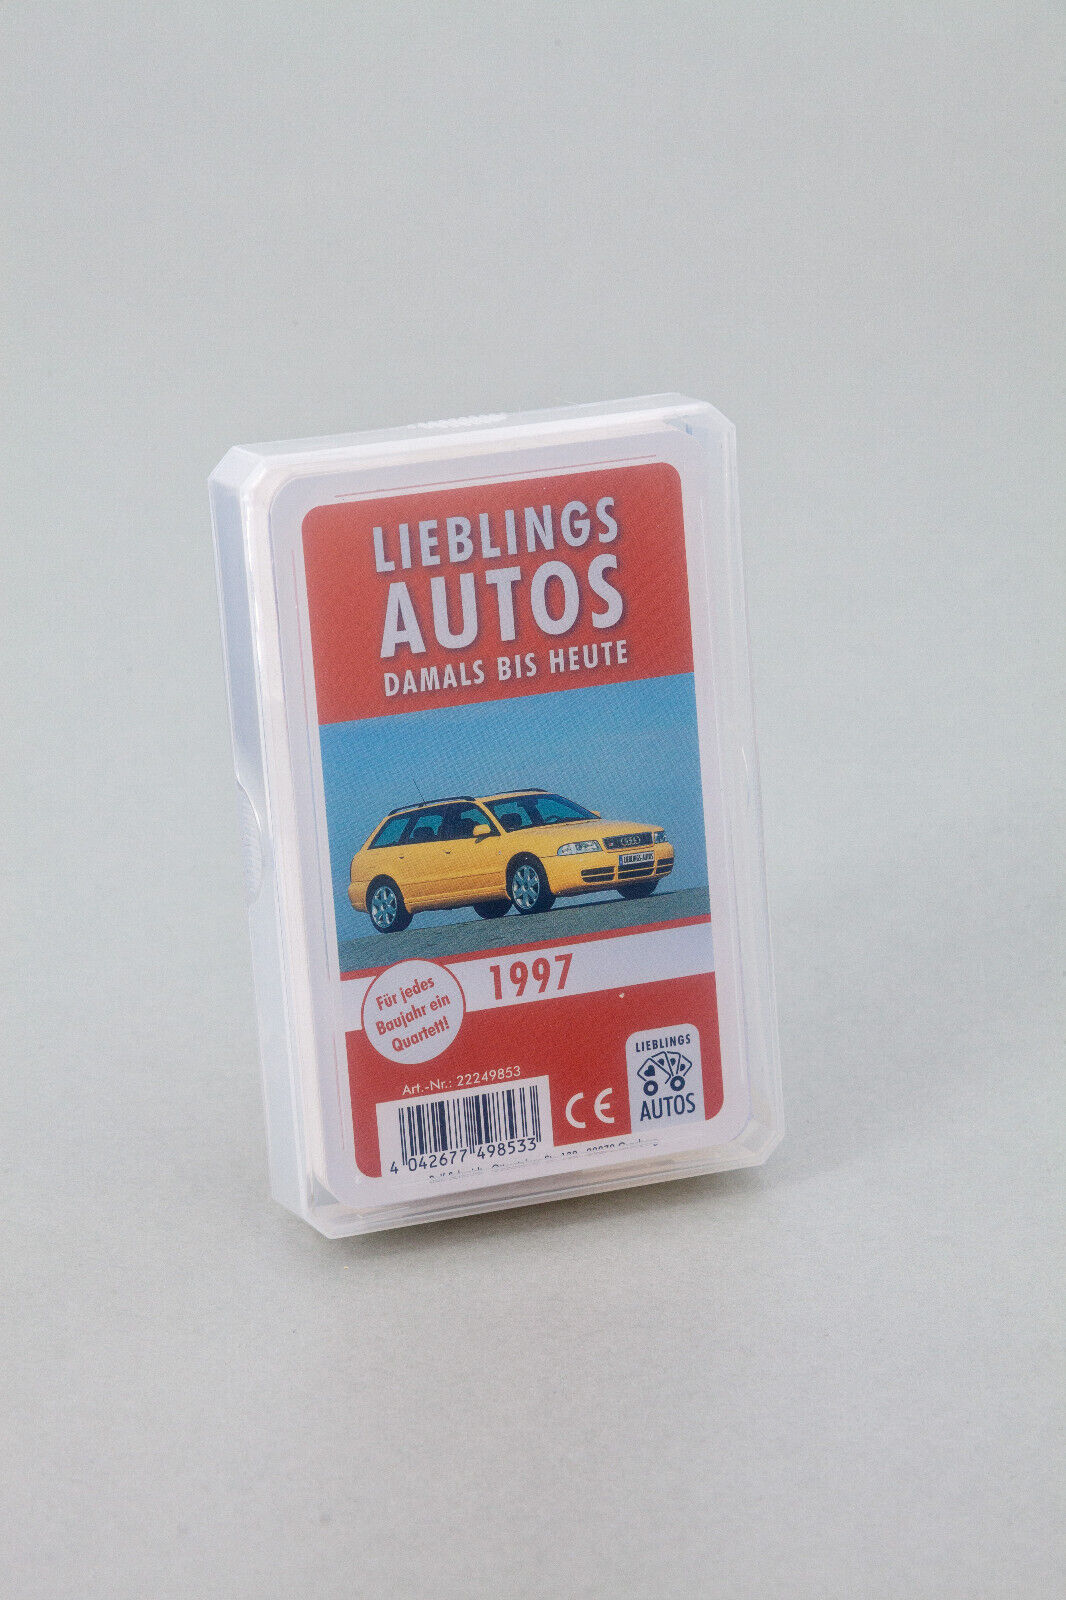 LIEBLINGS
AUTOS
DAMALS BIS HEUTE
LIEBLINGS-AUTOS
1997
Für jedes
Baujahr ein
Quartett!
Art.-Nr.: 22249853
4 042677 498533
CE
LIEBLINGS
AUTOS